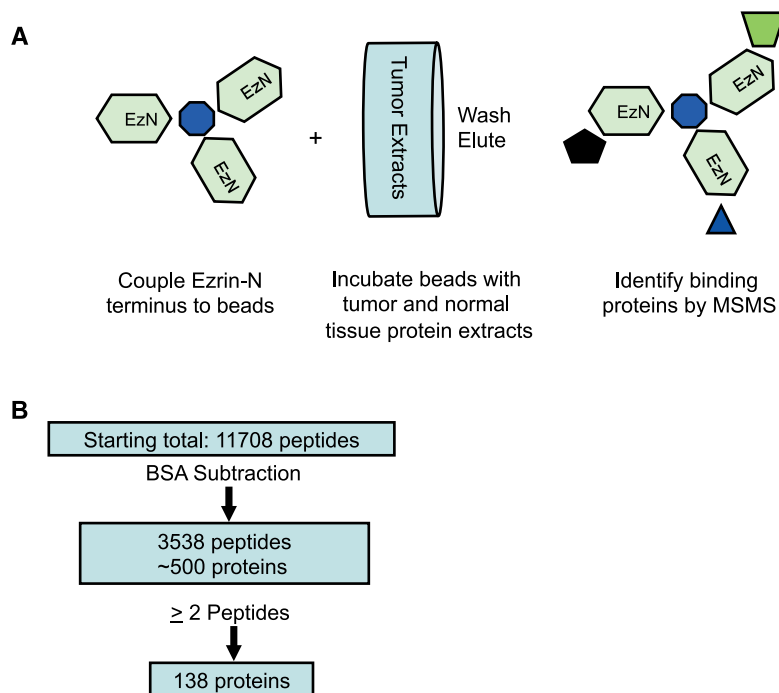 A
EzN
EzN
EzN
+
Tumor Extracts
Wash
Elute
EzN
EzN
EzN
Couple Ezrin-N
terminus to beads
Incubate beads with
tumor and normal
tissue protein extracts
Identify binding
proteins by MSMS
B
Starting total: 11708 peptides
BSA Subtraction
3538 peptides
~500 proteins
≥ 2 Peptides
138 proteins